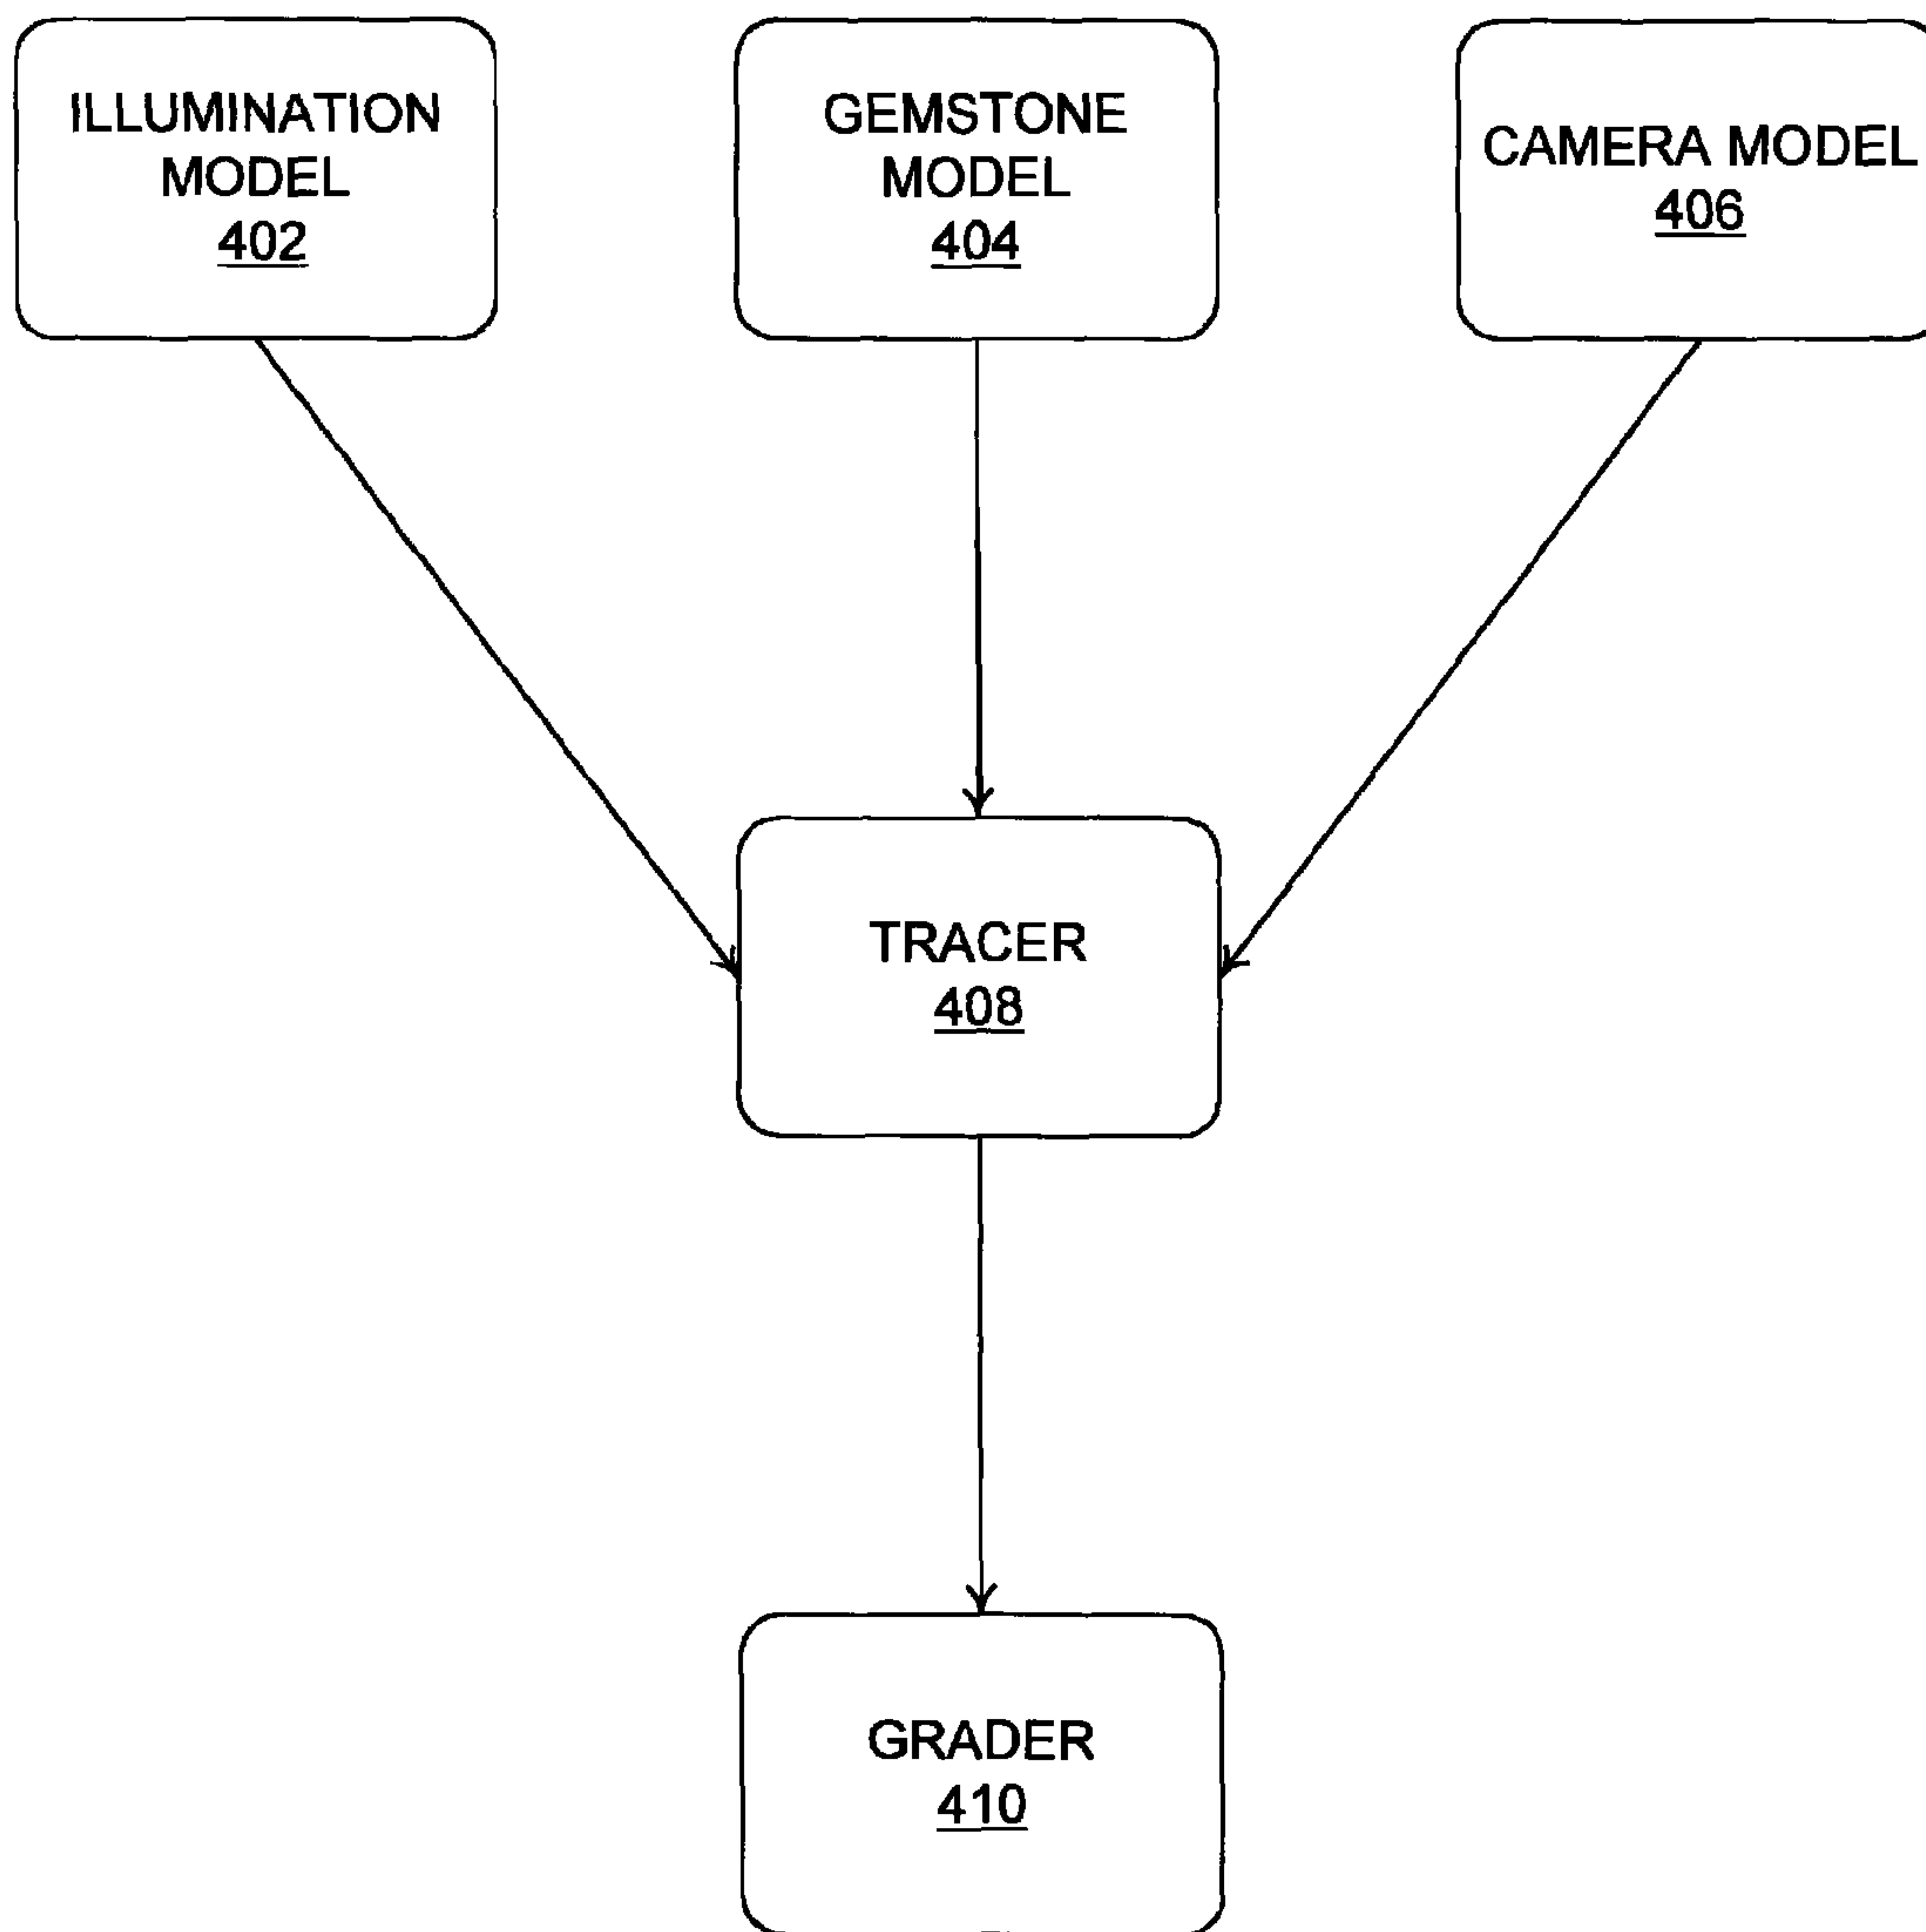 ILLUMINATION
MODEL
402
GEMSTONE
MODEL
404
CAMERA MODEL
406
TRACER
408
GRADER
410